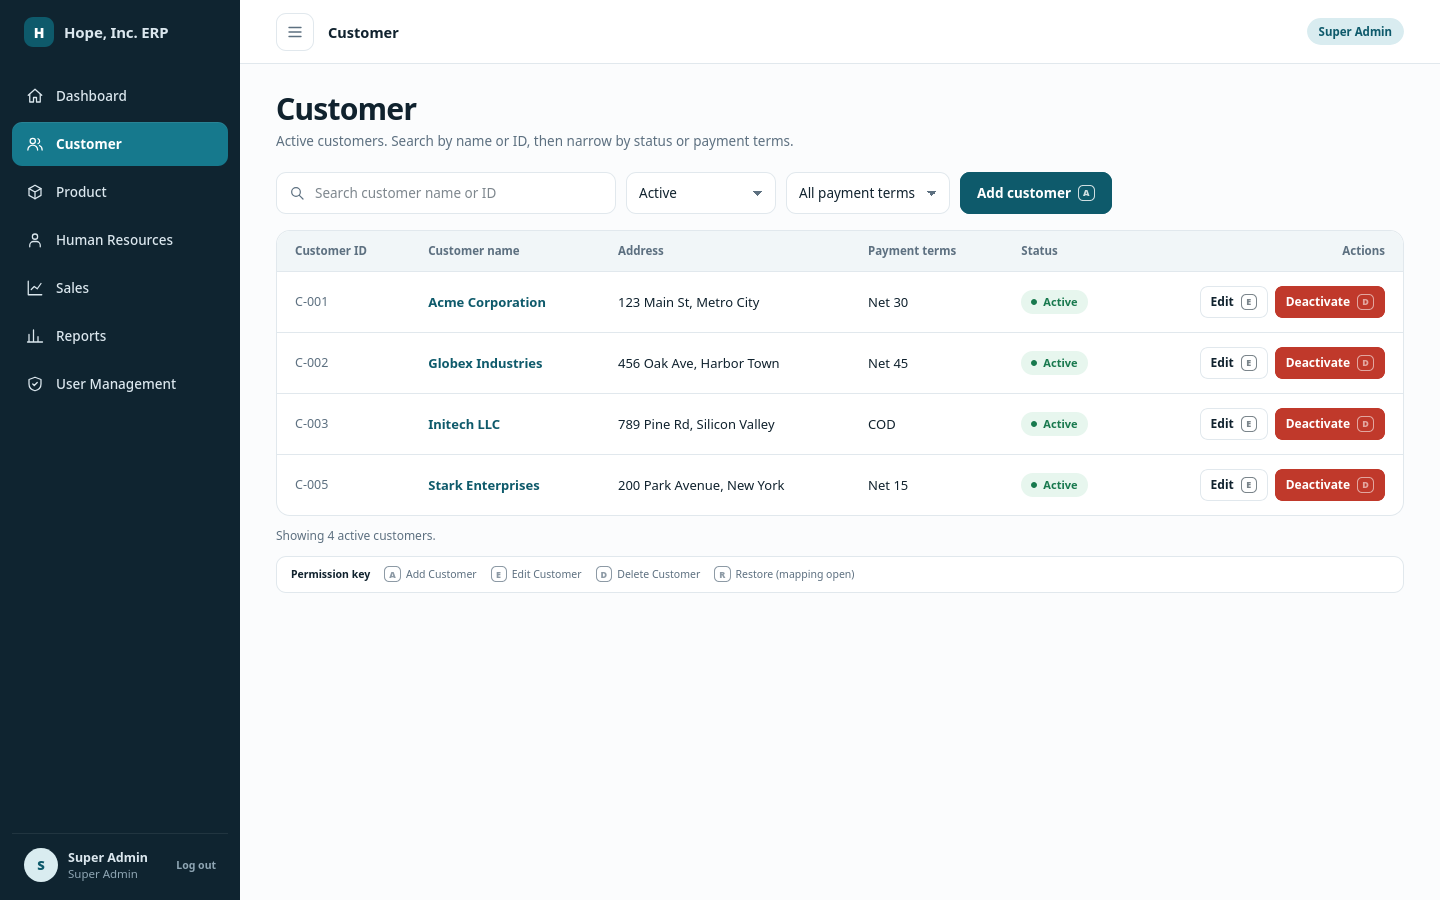 H Hope, Inc. ERP
Dashboard
Customer
Product
Human Resources
Sales
Reports
User Management
S Super Admin
Super Admin
Log out
Customer
Super Admin
Customer
Active customers. Search by name or ID, then narrow by status or payment terms.
Search customer name or ID Active All payment terms Add customer A
Customer ID Customer name Address Payment terms Status Actions
C-001 Acme Corporation 123 Main St, Metro City Net 30 Active Edit E Deactivate D
C-002 Globex Industries 456 Oak Ave, Harbor Town Net 45 Active Edit E Deactivate D
C-003 Initech LLC 789 Pine Rd, Silicon Valley COD Active Edit E Deactivate D
C-005 Stark Enterprises 200 Park Avenue, New York Net 15 Active Edit E Deactivate D
Showing 4 active customers.
Permission key A Add Customer E Edit Customer D Delete Customer R Restore (mapping open)